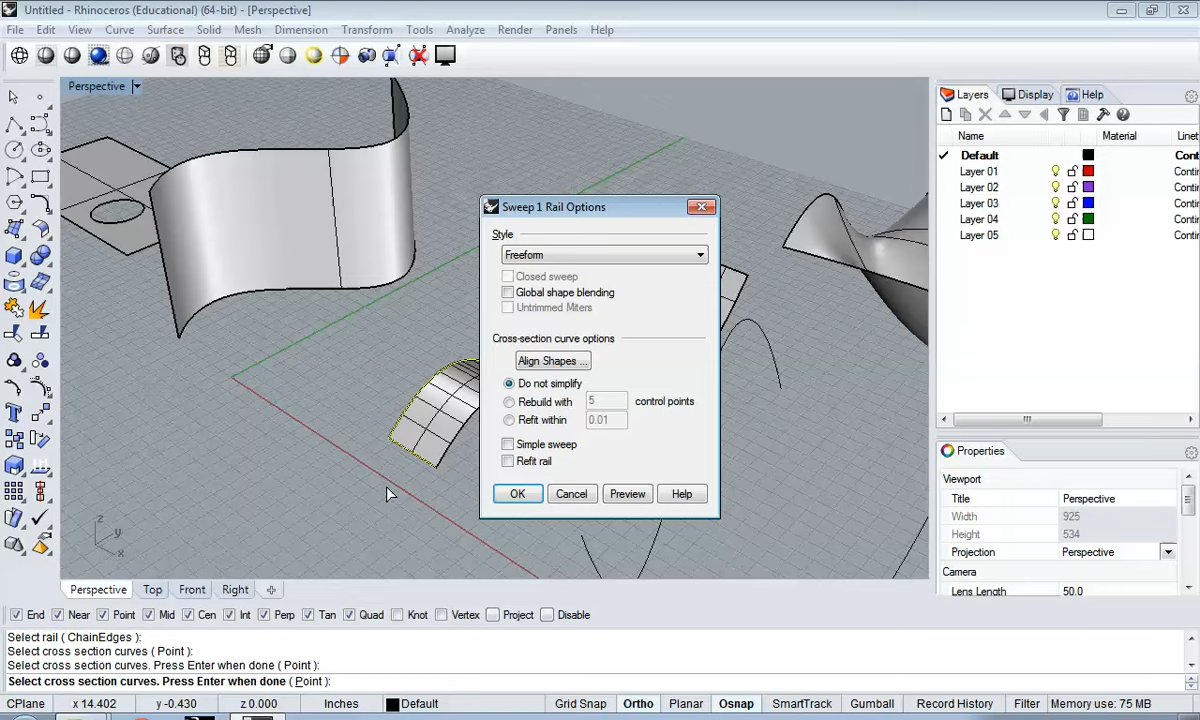 Untitled - Rhinoceros (Educational) (64-bit) - [Perspective]
File Edit View Curve Surface Solid Mesh Dimension Transform Tools Analyze Render Panels Help
Perspective
Layers Display Help
Name Material Linet
Default Conti
Layer 01 Contin
Layer 02 Contin
Layer 03 Contin
Layer 04 Contin
Layer 05 Contin
Sweep 1 Rail Options
Style
Freeform
Closed sweep
Global shape blending
Untrimmed Miters
Cross-section curve options
Align Shapes ...
Do not simplify
Rebuild with 5 control points
Refit within 0.01
Simple sweep
Refit rail
OK Cancel Preview Help
Properties
Viewport
Title Perspective
Width 925
Height 534
Projection Perspective
Camera
Lens Length 50.0
z
y
x
Perspective Top Front Right
End Near Point Mid Cen Int Perp Tan Quad Knot Vertex Project Disable
Select rail ( ChainEdges ):
Select cross section curves ( Point ):
Select cross section curves. Press Enter when done ( Point ):
Select cross section curves. Press Enter when done ( Point ):
CPlane x 14.402 y -0.430 z 0.000 Inches Default Grid Snap Ortho Planar Osnap SmartTrack Gumball Record History Filter Memory use: 75 MB